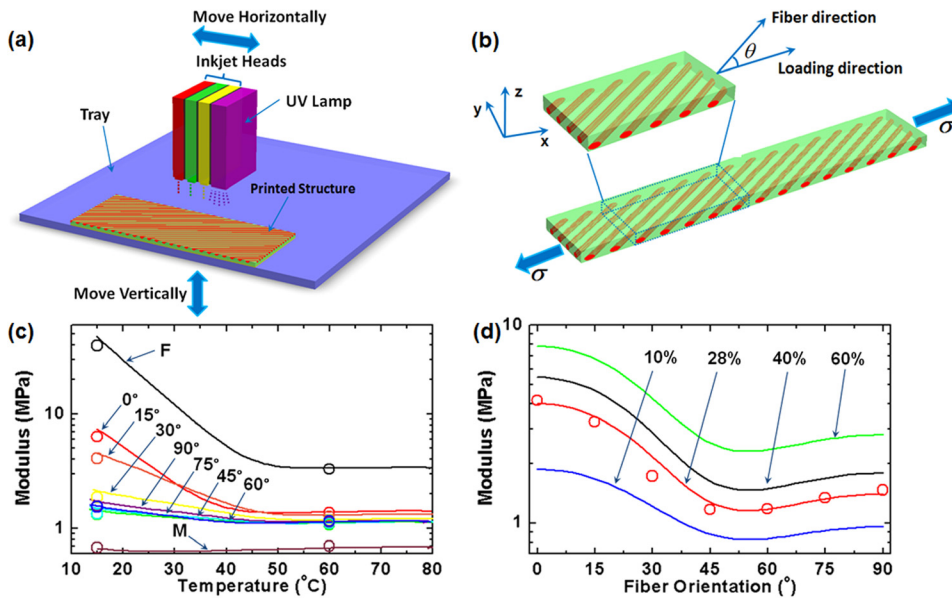 (a)
Move Horizontally
Inkjet Heads
UV Lamp
Tray
Printed Structure
Move Vertically
(b)
Fiber direction
θ
Loading direction
z
y
x
σ
σ
(c)
Modulus (MPa)
10
1
F
0°
15°
30°
90°
75°
45°
60°
M
10 20 30 40 50 60 70 80
Temperature (°C)
(d)
Modulus (MPa)
10
1
10% 28% 40% 60%
0 15 30 45 60 75 90
Fiber Orientation (°)